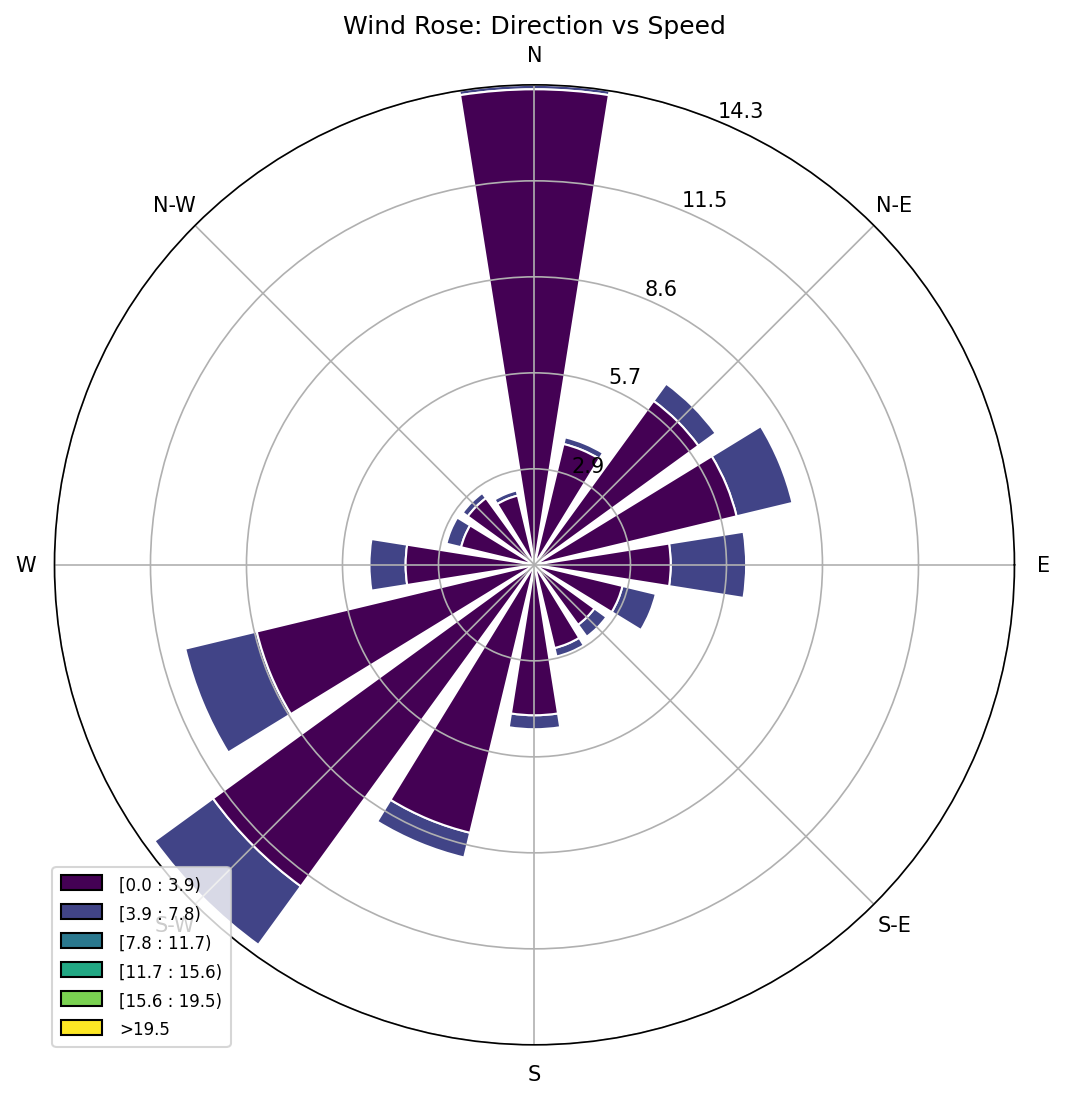 Wind Rose: Direction vs Speed
N
14.3
N-W
11.5
N-E
8.6
5.7
2.9
W
E
[0.0 : 3.9)
[3.9 : 7.8)
S-W
S-E
[7.8 : 11.7)
[11.7 : 15.6)
[15.6 : 19.5)
>19.5
S